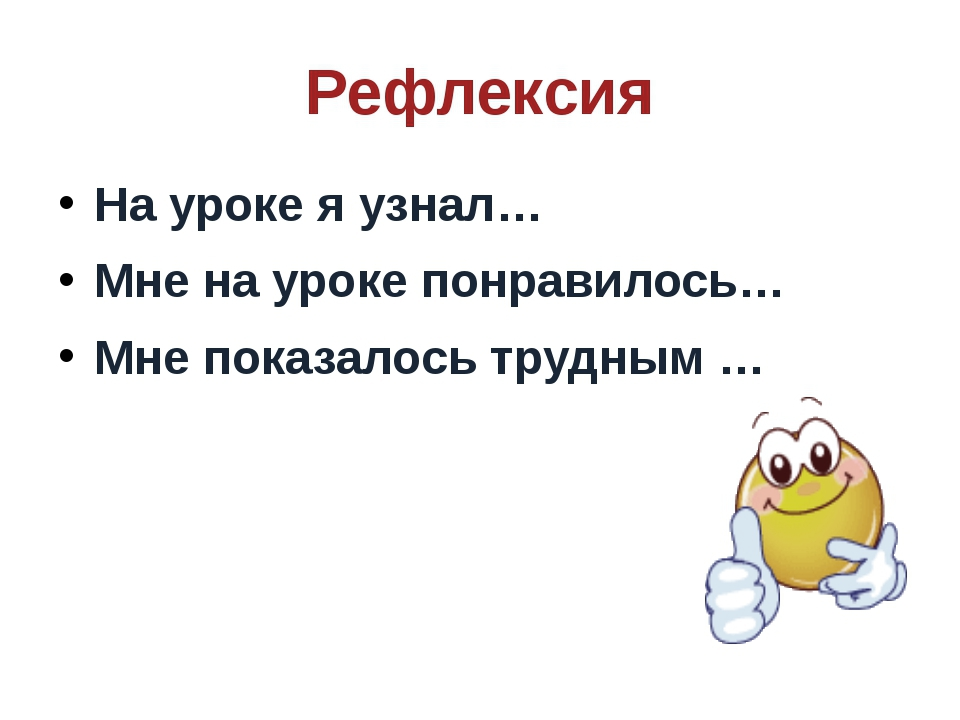 Рефлексия
• На уроке я узнал…
• Мне на уроке понравилось…
• Мне показалось трудным …